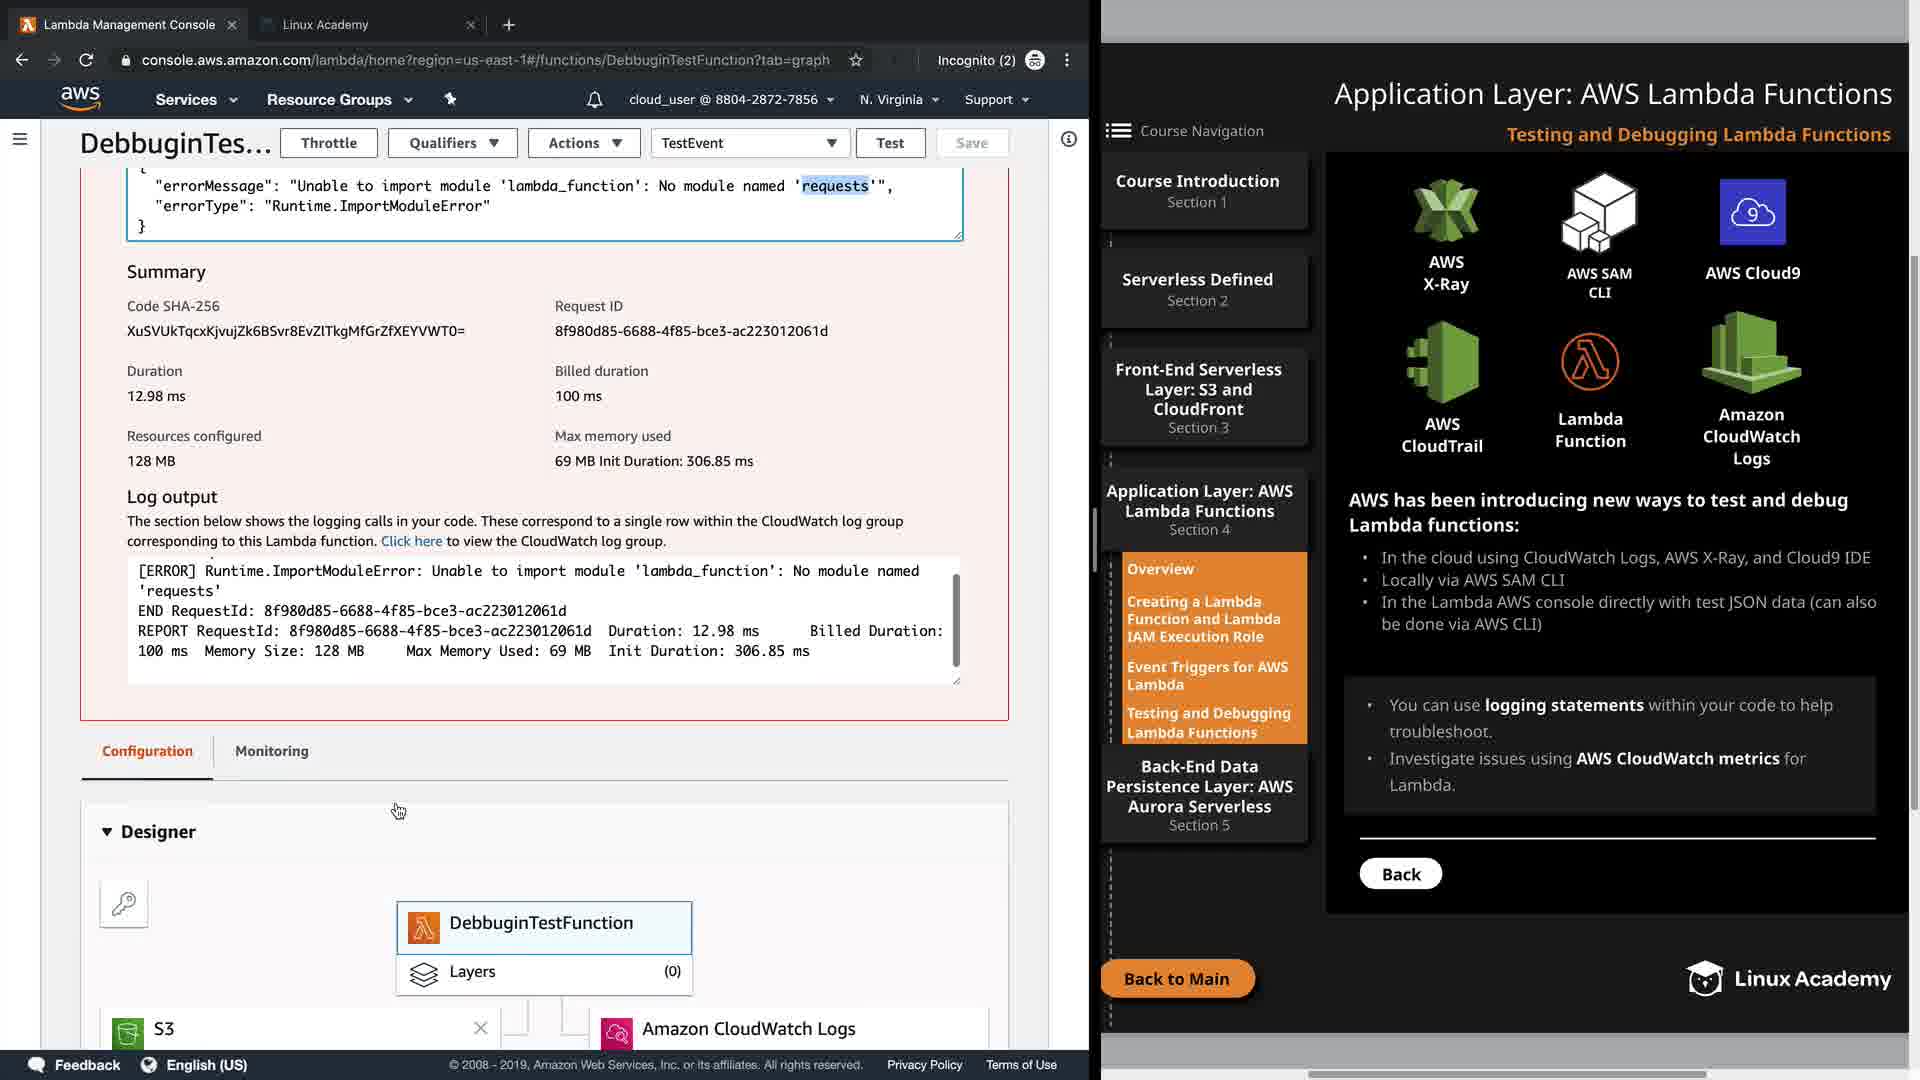 Lambda Management Console
Linux Academy
console.aws.amazon.com/lambda/home?region=us-east-1#/functions/DebbuginTestFunction?tab=graph
Incognito (2)
aws
Services
Resource Groups
cloud_user @ 8804-2872-7856
N. Virginia
Support
DebbuginTes...
Throttle
Qualifiers
Actions
TestEvent
Test
Save
{
"errorMessage": "Unable to import module 'lambda_function': No module named 'requests'",
"errorType": "Runtime.ImportModuleError"
}
Summary
Code SHA-256
Request ID
XuSVUkTqcxKjvujZk6BSvr8EvZlTkgMfGrZfXEYVWT0=
8f980d85-6688-4f85-bce3-ac223012061d
Duration
Billed duration
12.98 ms
100 ms
Resources configured
Max memory used
128 MB
69 MB Init Duration: 306.85 ms
Log output
The section below shows the logging calls in your code. These correspond to a single row within the CloudWatch log group
corresponding to this Lambda function. Click here to view the CloudWatch log group.
[ERROR] Runtime.ImportModuleError: Unable to import module 'lambda_function': No module named
'requests'
END RequestId: 8f980d85-6688-4f85-bce3-ac223012061d
REPORT RequestId: 8f980d85-6688-4f85-bce3-ac223012061d Duration: 12.98 ms Billed Duration:
100 ms Memory Size: 128 MB Max Memory Used: 69 MB Init Duration: 306.85 ms
Configuration
Monitoring
Designer
DebbuginTestFunction
Layers
(0)
S3
Amazon CloudWatch Logs
Feedback
English (US)
© 2008 - 2019, Amazon Web Services, Inc. or its affiliates. All rights reserved.
Privacy Policy
Terms of Use
Application Layer: AWS Lambda Functions
Testing and Debugging Lambda Functions
Course Navigation
Course Introduction
Section 1
Serverless Defined
Section 2
Front-End Serverless
Layer: S3 and
CloudFront
Section 3
Application Layer: AWS
Lambda Functions
Section 4
Overview
Creating a Lambda
Function and Lambda
IAM Execution Role
Event Triggers for AWS
Lambda
Testing and Debugging
Lambda Functions
Back-End Data
Persistence Layer: AWS
Aurora Serverless
Section 5
Back to Main
AWS
X-Ray
AWS SAM
CLI
9
AWS Cloud9
AWS
CloudTrail
Lambda
Function
Amazon
CloudWatch
Logs
AWS has been introducing new ways to test and debug
Lambda functions:
• In the cloud using CloudWatch Logs, AWS X-Ray, and Cloud9 IDE
• Locally via AWS SAM CLI
• In the Lambda AWS console directly with test JSON data (can also
be done via AWS CLI)
• You can use logging statements within your code to help
troubleshoot.
• Investigate issues using AWS CloudWatch metrics for
Lambda.
Back
Linux Academy